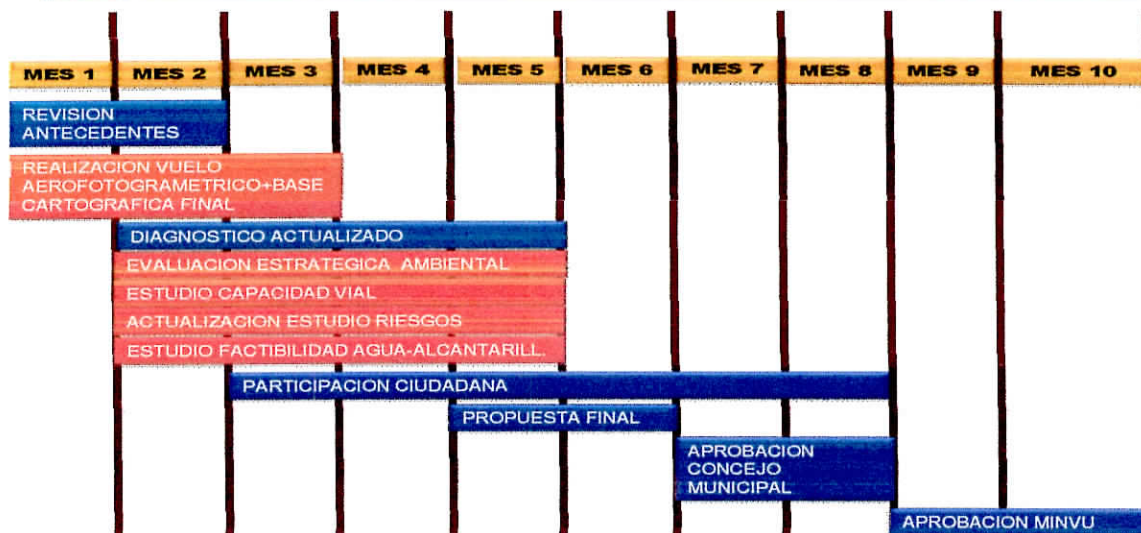 MES 1 MES 2 MES 3 MES 4 MES 5 MES 6 MES 7 MES 8 MES 9 MES 10
REVISION
ANTECEDENTES
REALIZACION VUELO
AEROFOTOGRAMETRICO+BASE
CARTOGRAFICA FINAL
DIAGNOSTICO ACTUALIZADO
EVALUACION ESTRATEGICA AMBIENTAL
ESTUDIO CAPACIDAD VIAL
ACTUALIZACION ESTUDIO RIESGOS
ESTUDIO FACTIBILIDAD AGUA-ALCANTARILL.
PARTICIPACION CIUDADANA
PROPUESTA FINAL
APROBACION
CONCEJO
MUNICIPAL
APROBACION MINVU